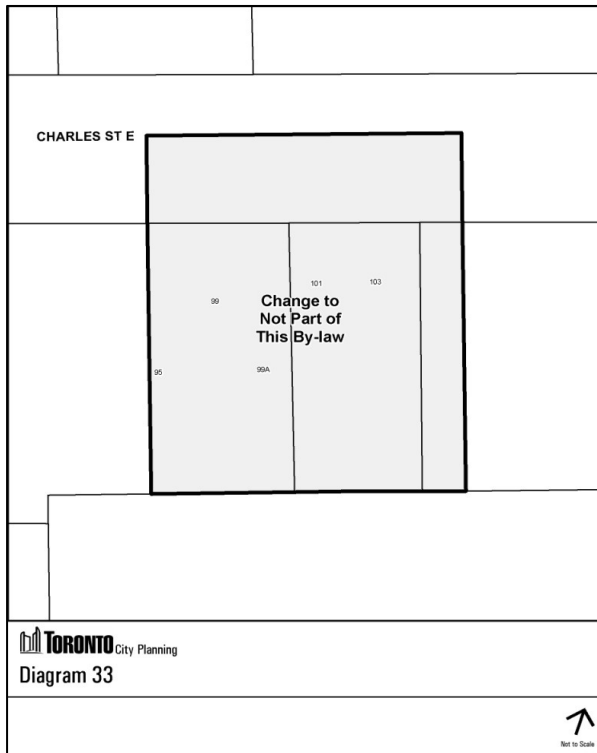 CHARLES ST E
101
103
99
Change to
Not Part of
This By-law
95
99A
TORONTO City Planning
Diagram 33
Not to Scale